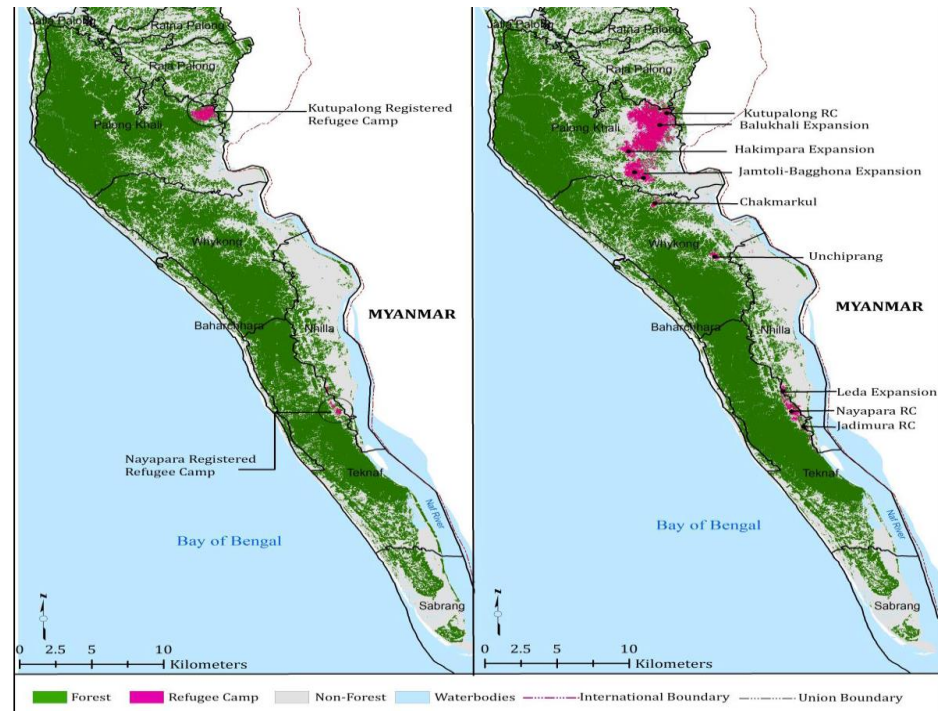 Jalia Palong
Ratna Palong
Raja Palong
Kutupalong Registered
Refugee Camp
Palong Khali
Whykong
MYANMAR
Baharchhara
Nhilla
Nayapara Registered
Refugee Camp
Teknaf
Naf River
Bay of Bengal
Sabrang
N
0 2.5 5 10
Kilometers
Jalia Palong
Ratna Palong
Raja Palong
Kutupalong RC
Balukhali Expansion
Palong Khali
Hakimpara Expansion
Jamtoli-Bagghona Expansion
Chakmarkul
Whykong
Unchiprang
MYANMAR
Baharchhara
Nhilla
Leda Expansion
Nayapara RC
Jadimura RC
Teknaf
Naf River
Bay of Bengal
Sabrang
N
0 2.5 5 10
Kilometers
Forest Refugee Camp Non-Forest Waterbodies International Boundary Union Boundary